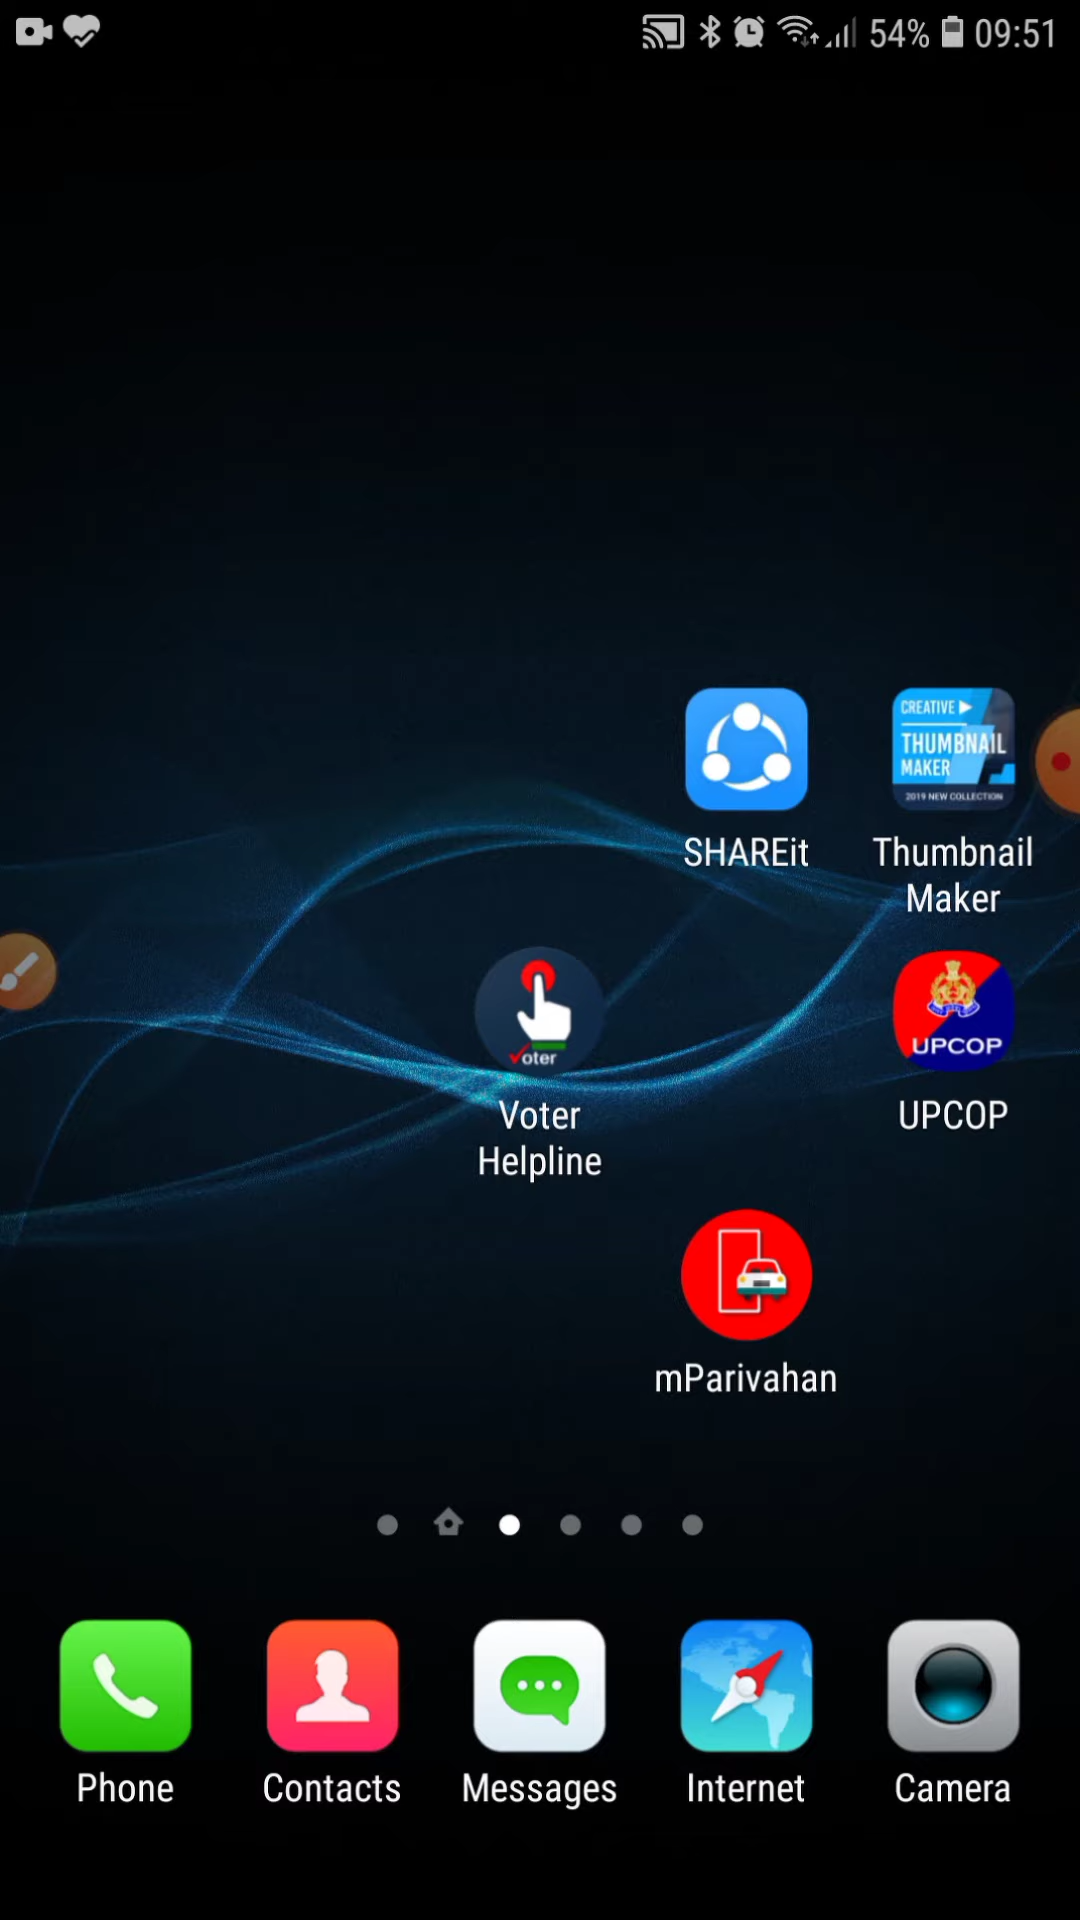 54% 09:51
CREATIVE
THUMBNAIL
MAKER
2019 NEW COLLECTION
SHAREit
Thumbnail
Maker
oter
UPCOP
Voter
Helpline
UPCOP
mParivahan
Phone
Contacts
Messages
Internet
Camera